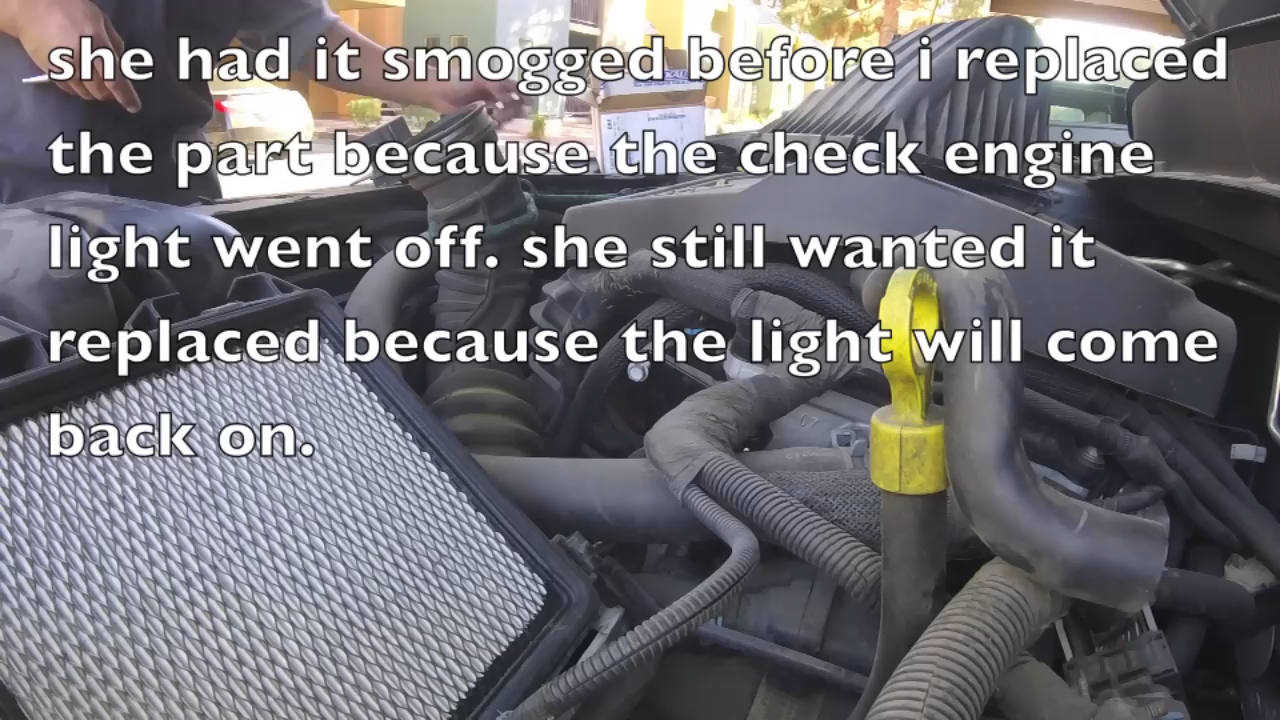 she had it smogged before i replaced
the part because the check engine
light went off. she still wanted it
replaced because the light will come
back on.